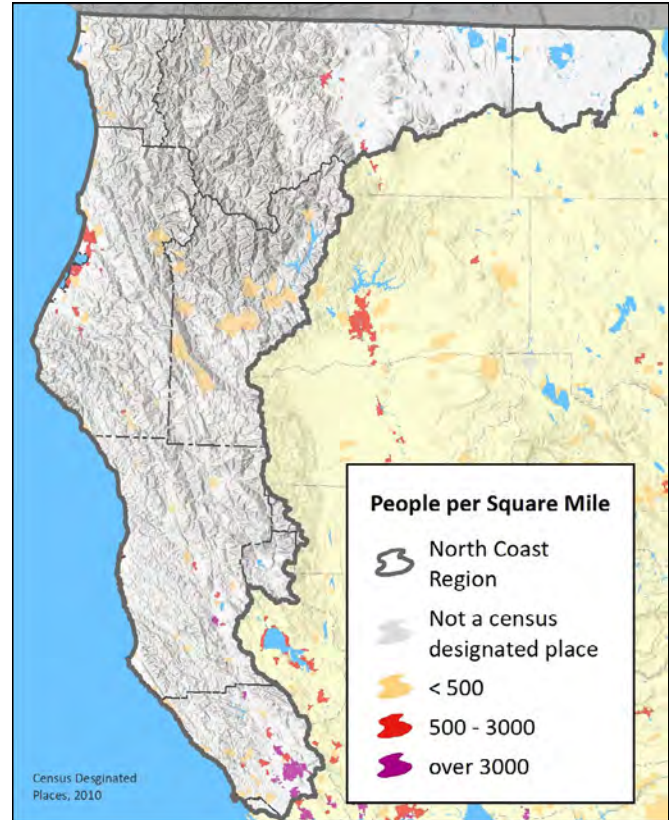 People per Square Mile
North Coast
Region
Not a census
designated place
< 500
500 - 3000
over 3000
Census Desginated
Places, 2010